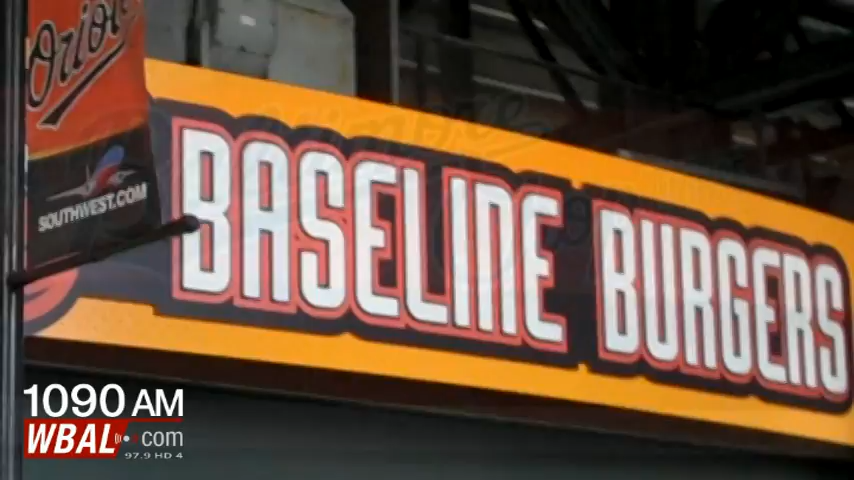 Orioles
SOUTHWEST.COM
BASELINE BURGERS
1090 AM
WBAL.com
97.9 HD 4